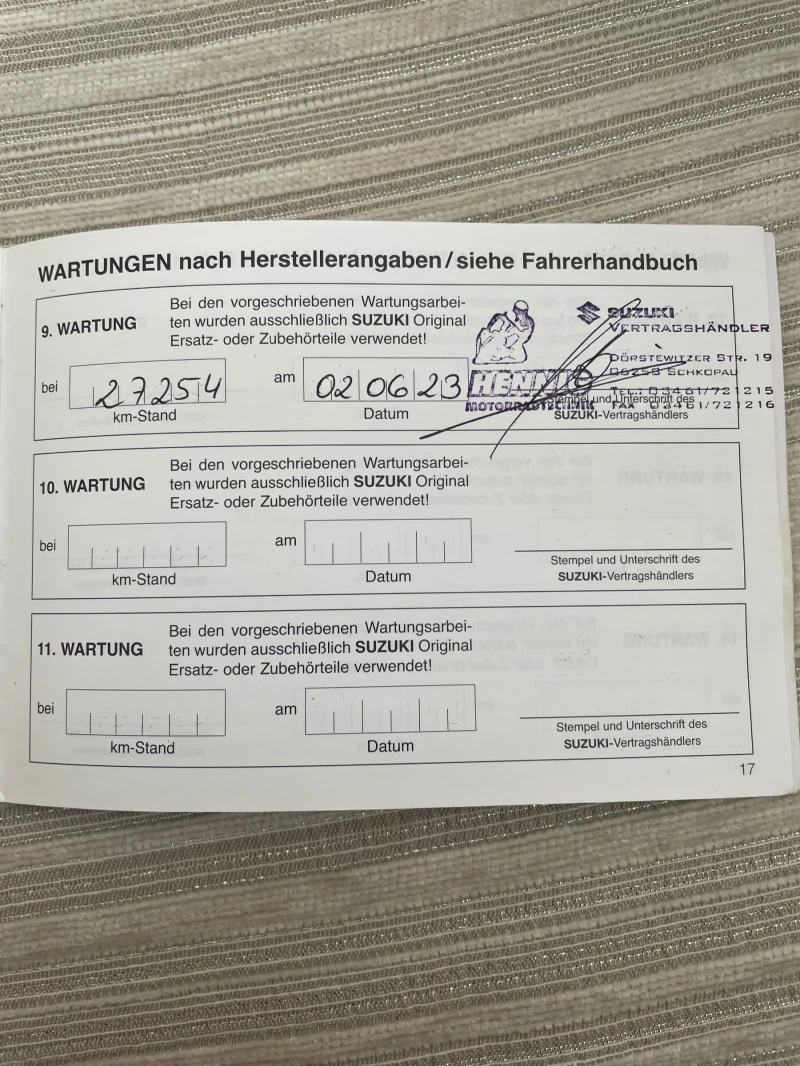 WARTUNGEN nach Herstellerangaben/siehe Fahrerhandbuch
9. WARTUNG
Bei den vorgeschriebenen Wartungsarbei-
ten wurden ausschließlich SUZUKI Original
Ersatz- oder Zubehörteile verwendet!
bei 27254
km-Stand
am 02 06 23
Datum
SUZUKI
VERTRAGSHÄNDLER
DÖRSTEWITZER STR. 19
06258 SCHKOPAU
TEL.: 03461/721215
FAX 03461/721216
MOTORRADTECHNIK
Stempel und Unterschrift des
SUZUKI-Vertragshändlers
10. WARTUNG
Bei den vorgeschriebenen Wartungsarbei-
ten wurden ausschließlich SUZUKI Original
Ersatz- oder Zubehörteile verwendet!
bei
km-Stand
am
Datum
Stempel und Unterschrift des
SUZUKI-Vertragshändlers
11. WARTUNG
Bei den vorgeschriebenen Wartungsarbei-
ten wurden ausschließlich SUZUKI Original
Ersatz- oder Zubehörteile verwendet!
bei
km-Stand
am
Datum
Stempel und Unterschrift des
SUZUKI-Vertragshändlers
17